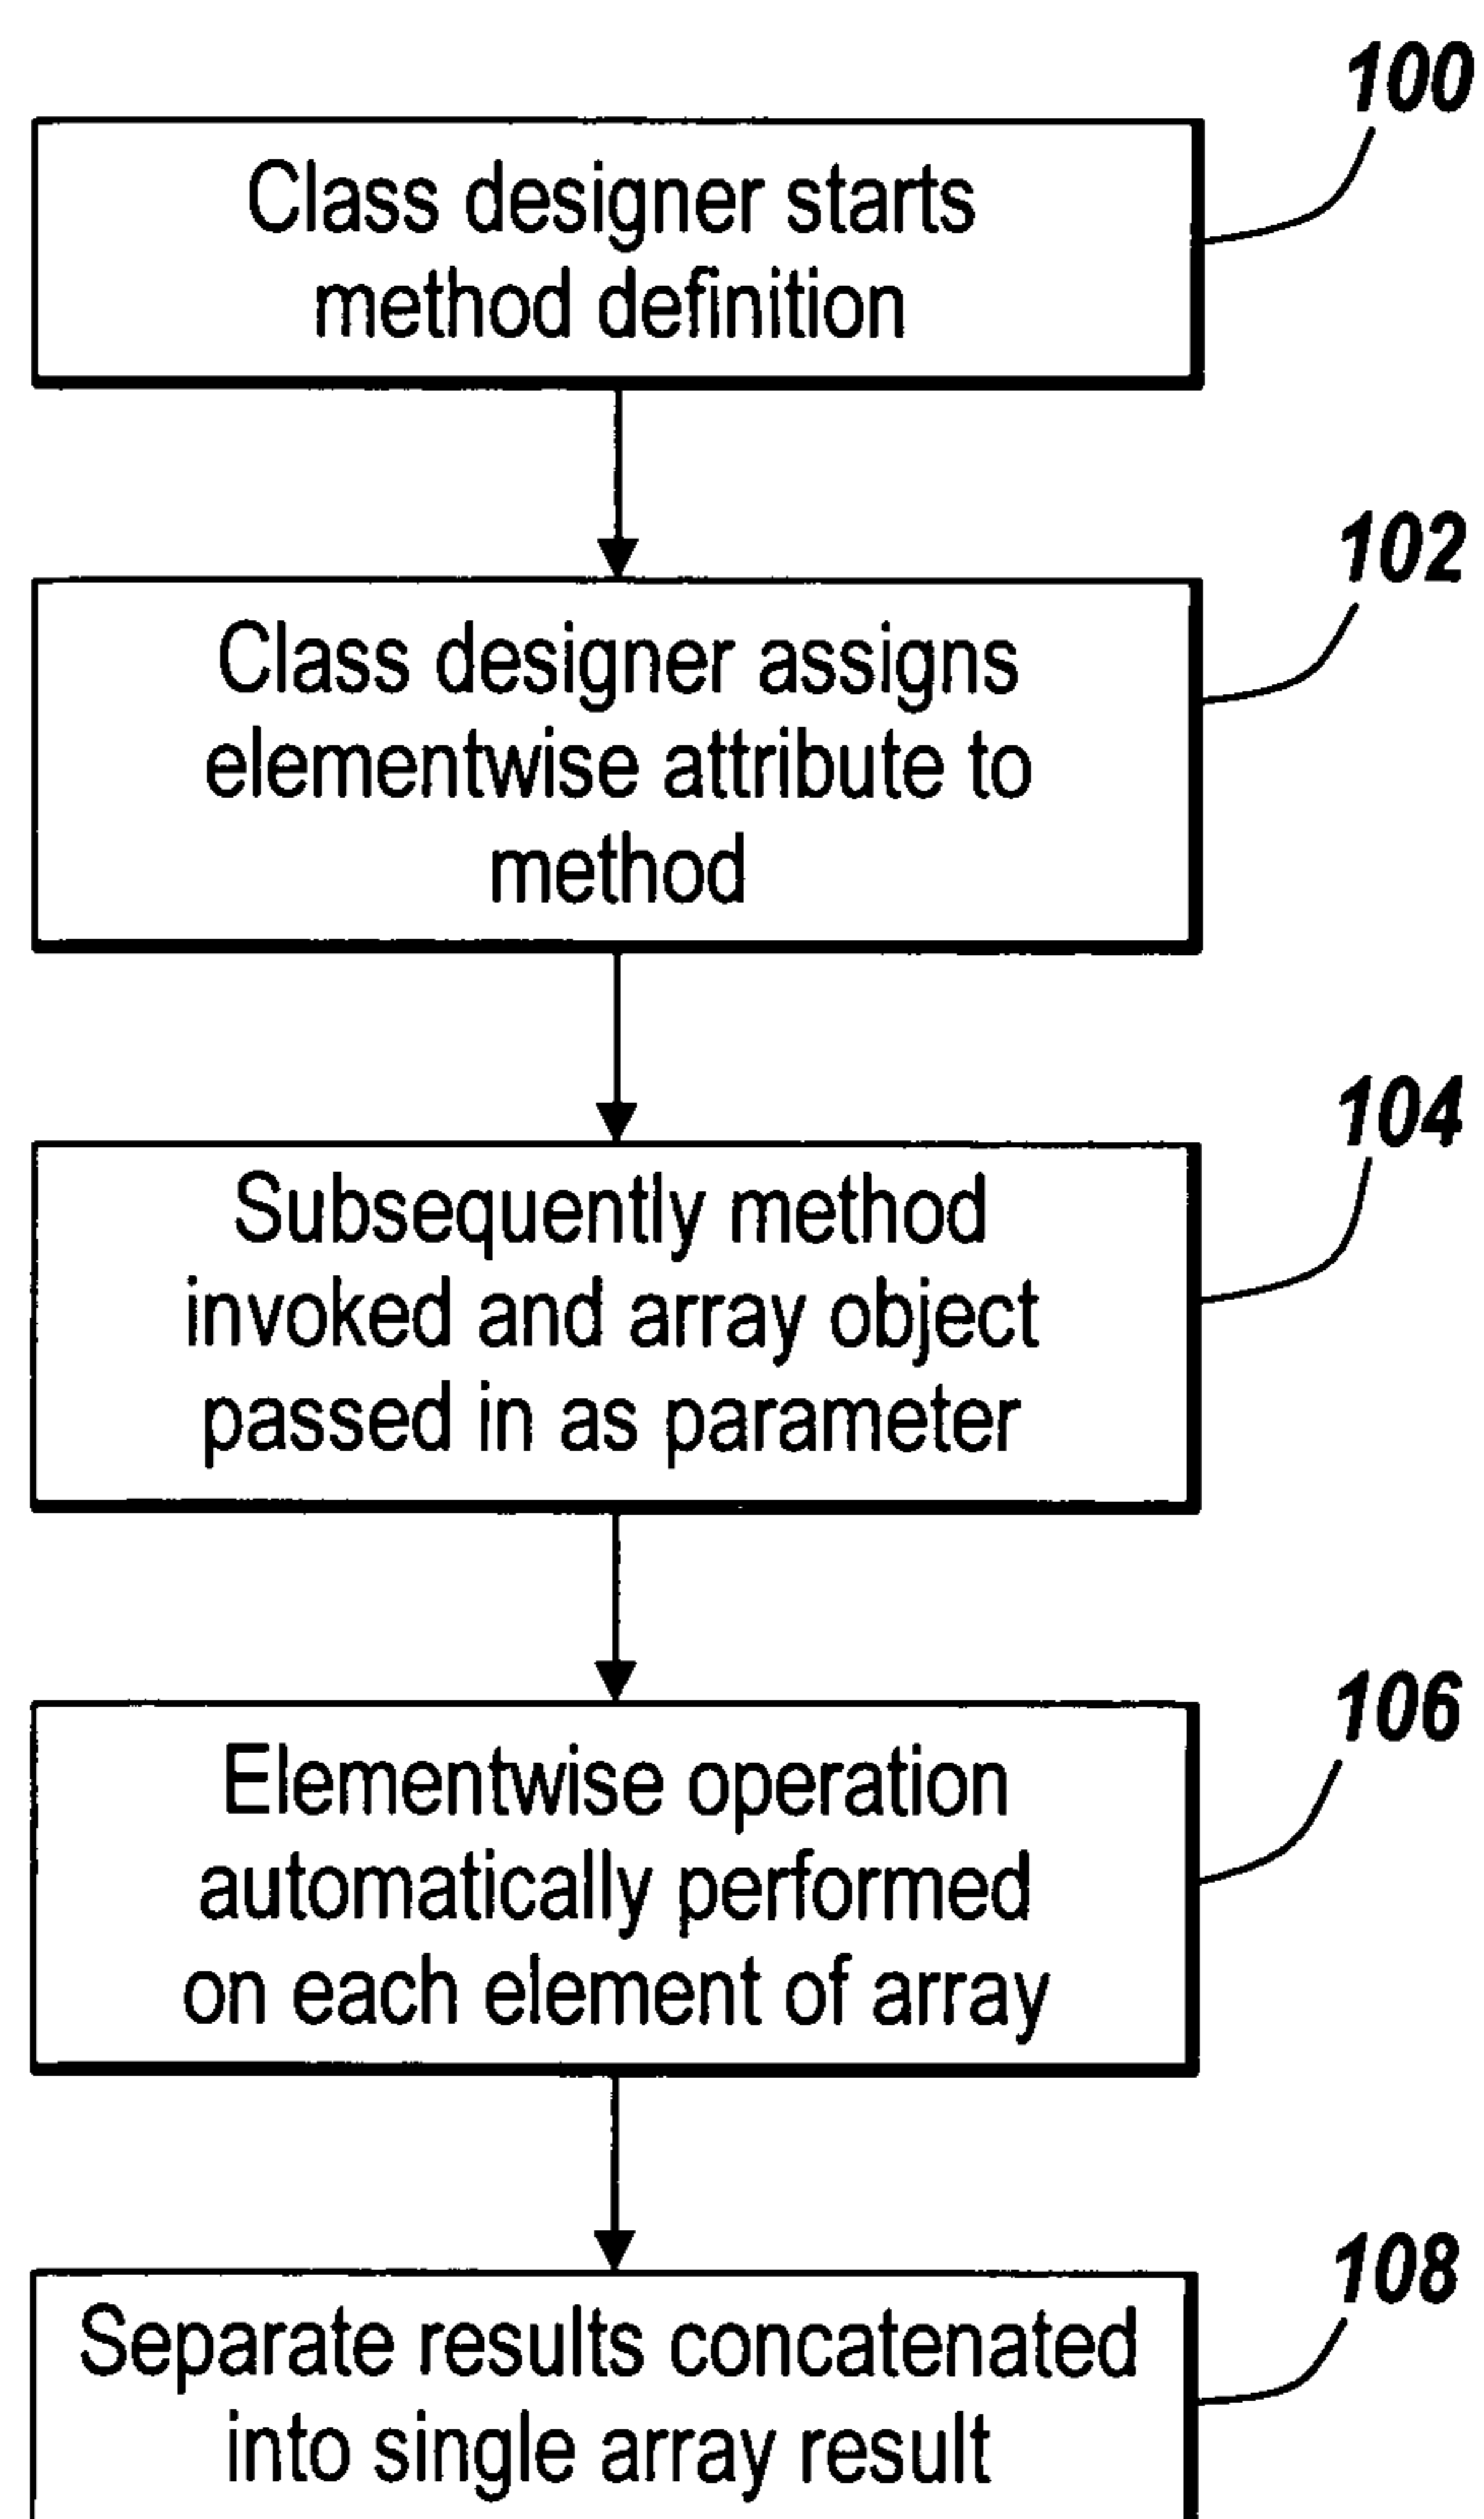 100
Class designer starts
method definition
102
Class designer assigns
elementwise attribute to
method
104
Subsequently method
invoked and array object
passed in as parameter
106
Elementwise operation
automatically performed
on each element of array
108
Separate results concatenated
into single array result